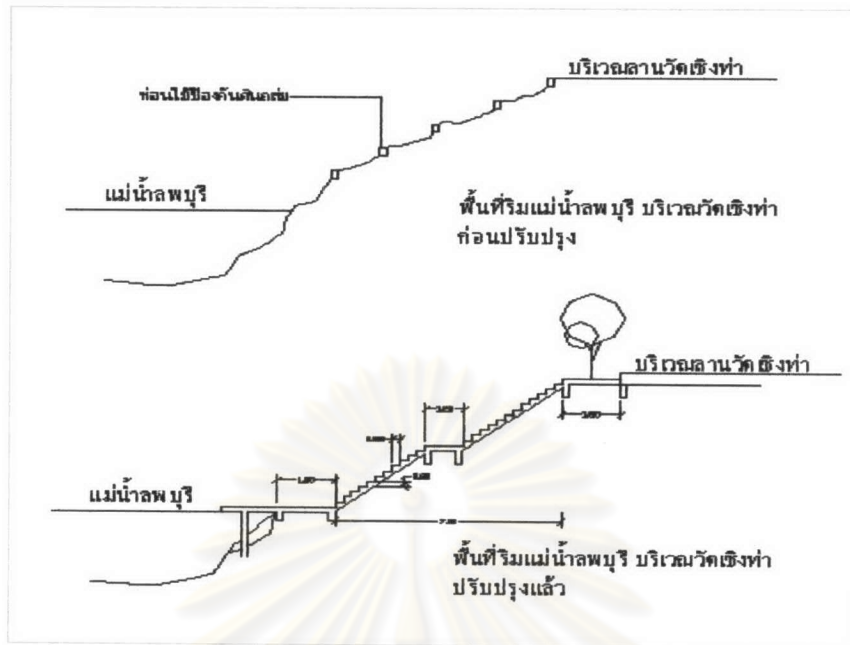 บริเวณลานวัดเชิงท่า
ท่อนไม้ป้องกันดินถล่ม
แม่น้ำลพบุรี
พื้นที่ริมแม่น้ำลพบุรี บริเวณวัดเชิงท่า
ก่อนปรับปรุง
บริเวณลานวัดเชิงท่า
แม่น้ำลพบุรี
พื้นที่ริมแม่น้ำลพบุรี บริเวณวัดเชิงท่า
ปรับปรุงแล้ว